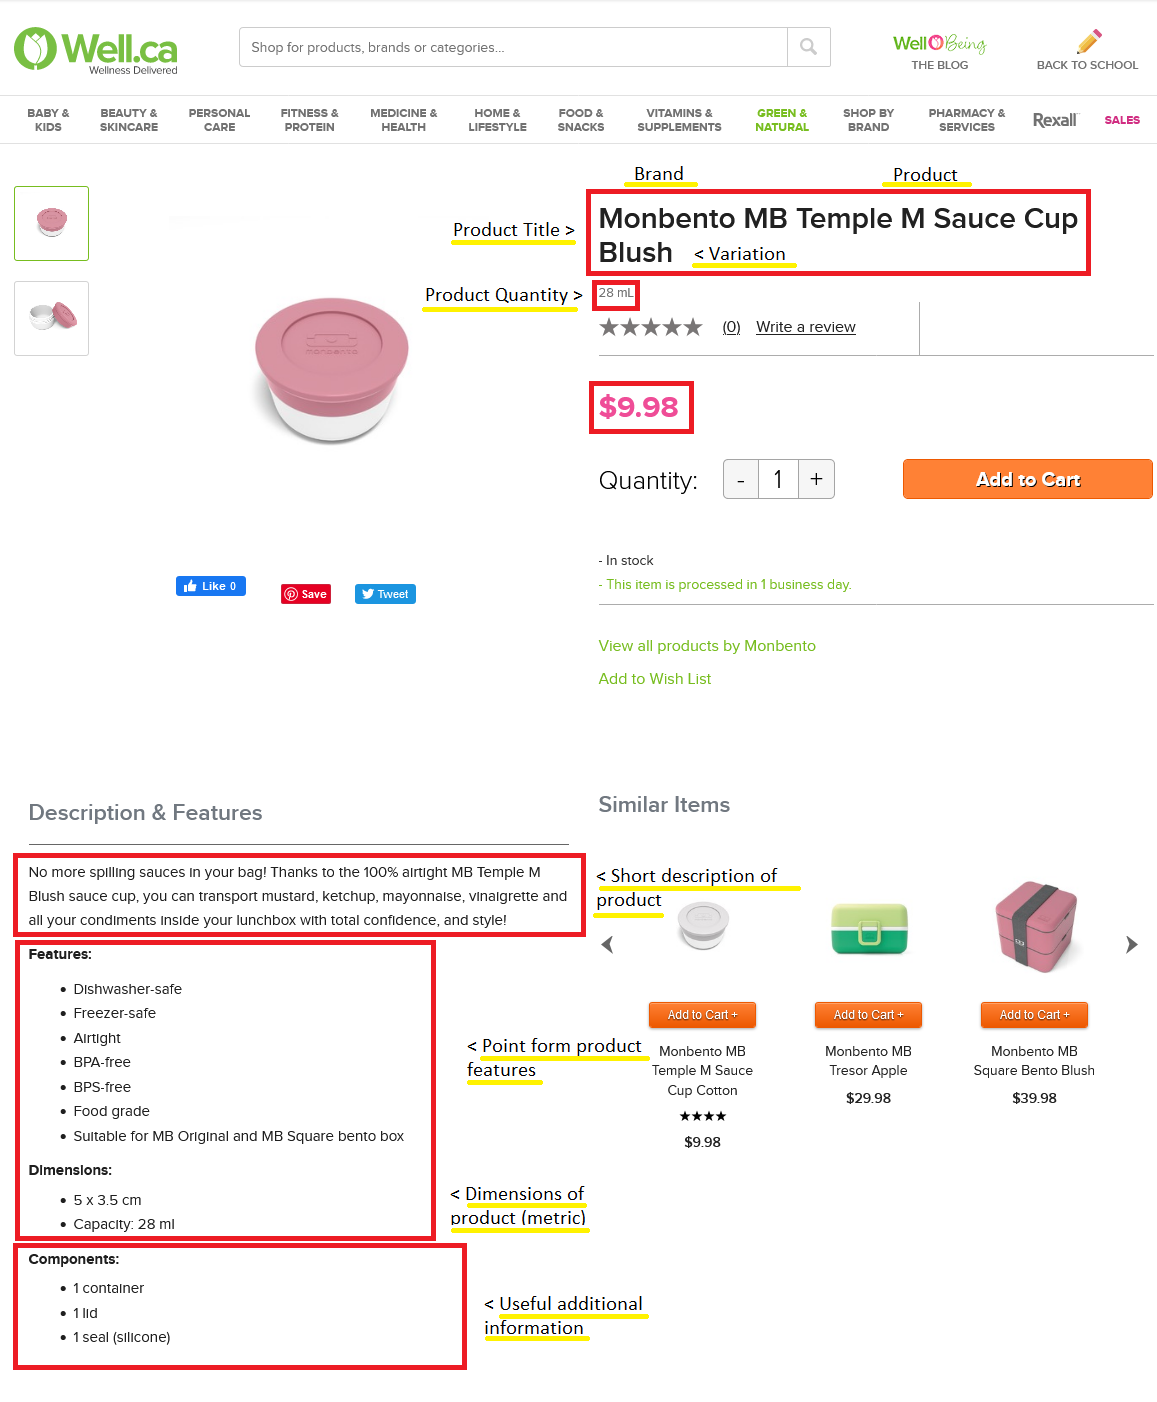 Well.ca
Wellness Delivered
Shop for products, brands or categories...
Well Being
THE BLOG
BACK TO SCHOOL
BABY & KIDS
BEAUTY & SKINCARE
PERSONAL CARE
FITNESS & PROTEIN
MEDICINE & HEALTH
HOME & LIFESTYLE
FOOD & SNACKS
VITAMINS & SUPPLEMENTS
GREEN & NATURAL
SHOP BY BRAND
PHARMACY & SERVICES
Rexall
SALES
Brand
Product
Product Title >
Monbento MB Temple M Sauce Cup
Blush
< Variation
Product Quantity >
28 mL
(0)
Write a review
monbento
$9.98
Quantity:
- 1 +
Add to Cart
- In stock
- This item is processed in 1 business day.
Like 0
Save
Tweet
View all products by Monbento
Add to Wish List
Description & Features
No more spilling sauces in your bag! Thanks to the 100% airtight MB Temple M
Blush sauce cup, you can transport mustard, ketchup, mayonnaise, vinaigrette and
all your condiments inside your lunchbox with total confidence, and style!
< Short description of
product
Features:
• Dishwasher-safe
• Freezer-safe
• Airtight
• BPA-free
• BPS-free
• Food grade
• Suitable for MB Original and MB Square bento box
< Point form product
features
Dimensions:
• 5 x 3.5 cm
• Capacity: 28 ml
< Dimensions of
product (metric)
Components:
• 1 container
• 1 lid
• 1 seal (silicone)
< Useful additional
information
Similar Items
Add to Cart +
Monbento MB
Temple M Sauce
Cup Cotton
$9.98
Add to Cart +
Monbento MB
Tresor Apple
$29.98
Add to Cart +
Monbento MB
Square Bento Blush
$39.98